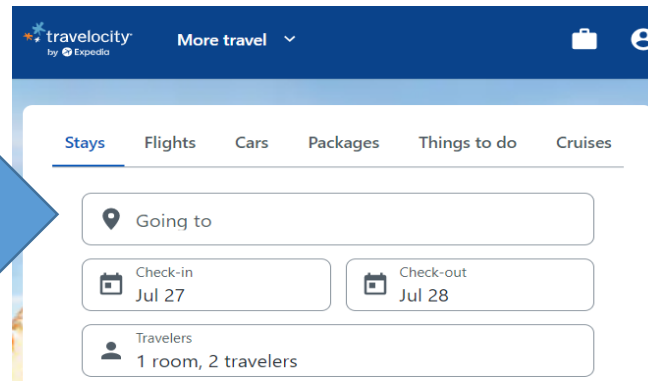 travelocity
by Expedia
More travel
Stays Flights Cars Packages Things to do Cruises
Going to
Check-in
Jul 27
Check-out
Jul 28
Travelers
1 room, 2 travelers